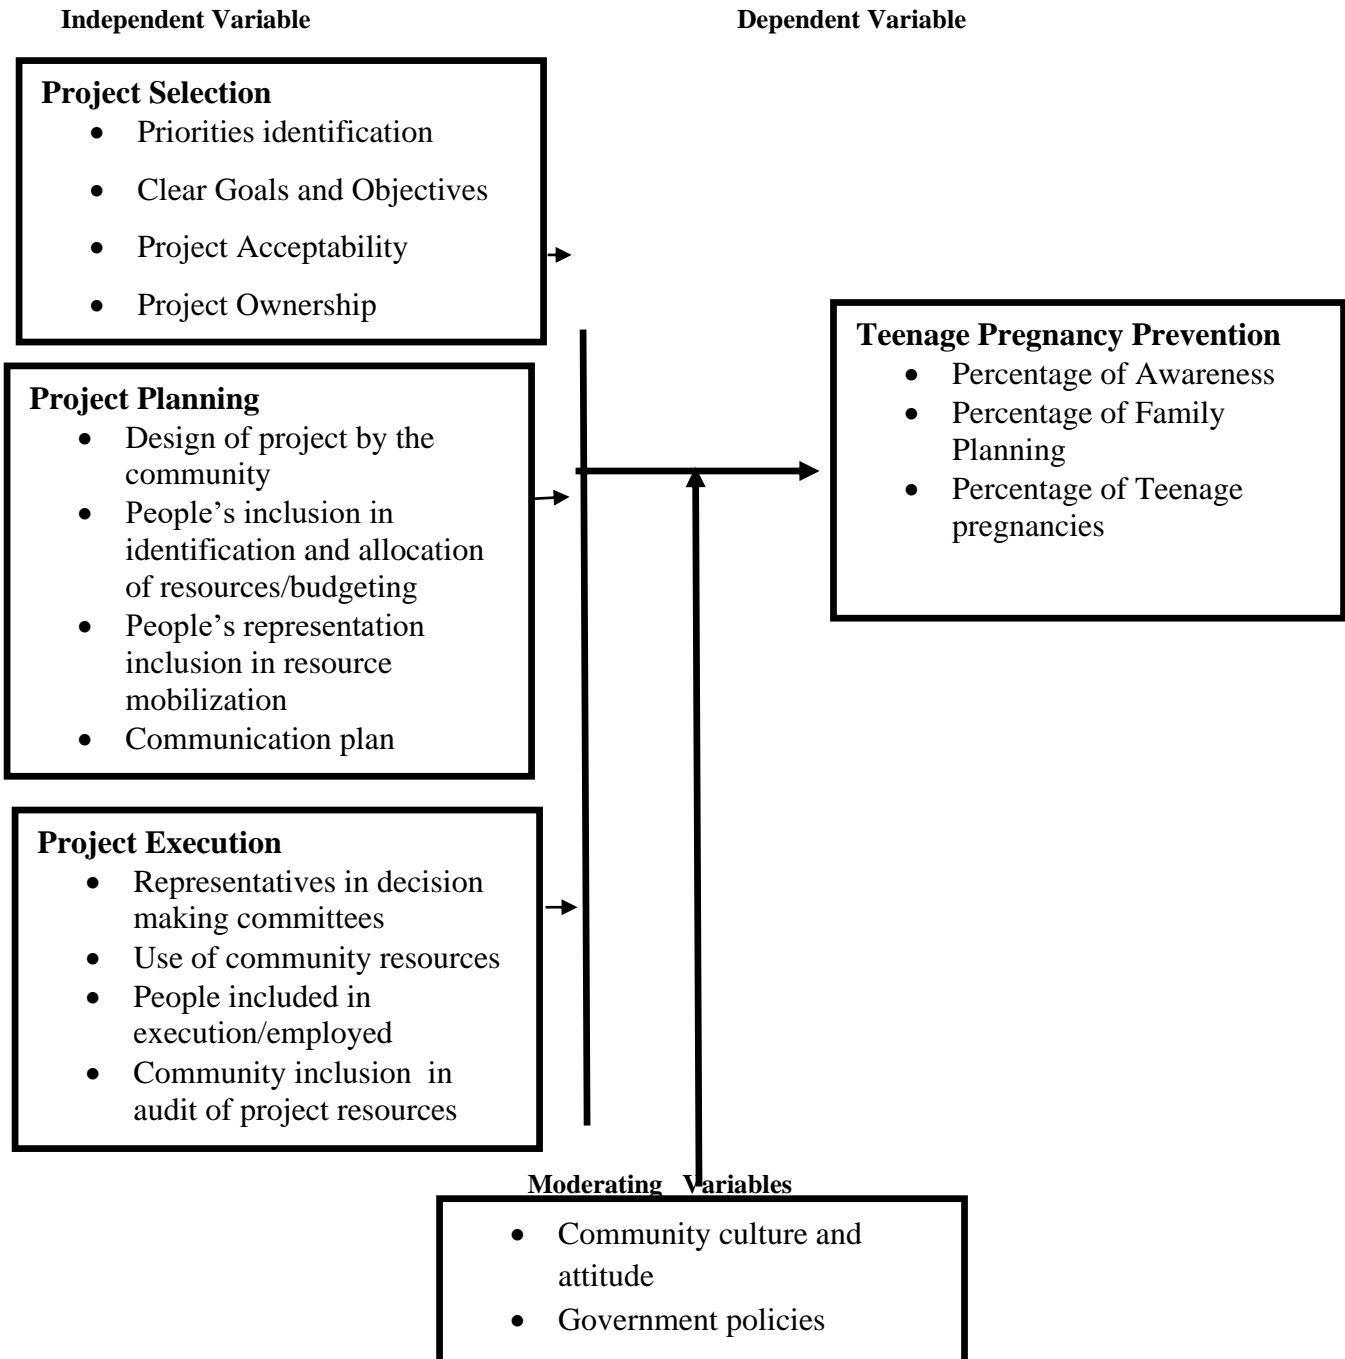 Independent Variable
Dependent Variable
Project Selection
• Priorities identification
• Clear Goals and Objectives
• Project Acceptability
• Project Ownership
Project Planning
• Design of project by the
community
• People’s inclusion in
identification and allocation
of resources/budgeting
• People’s representation
inclusion in resource
mobilization
• Communication plan
Project Execution
• Representatives in decision
making committees
• Use of community resources
• People included in
execution/employed
• Community inclusion in
audit of project resources
Teenage Pregnancy Prevention
• Percentage of Awareness
• Percentage of Family
Planning
• Percentage of Teenage
pregnancies
Moderating Variables
• Community culture and
attitude
• Government policies